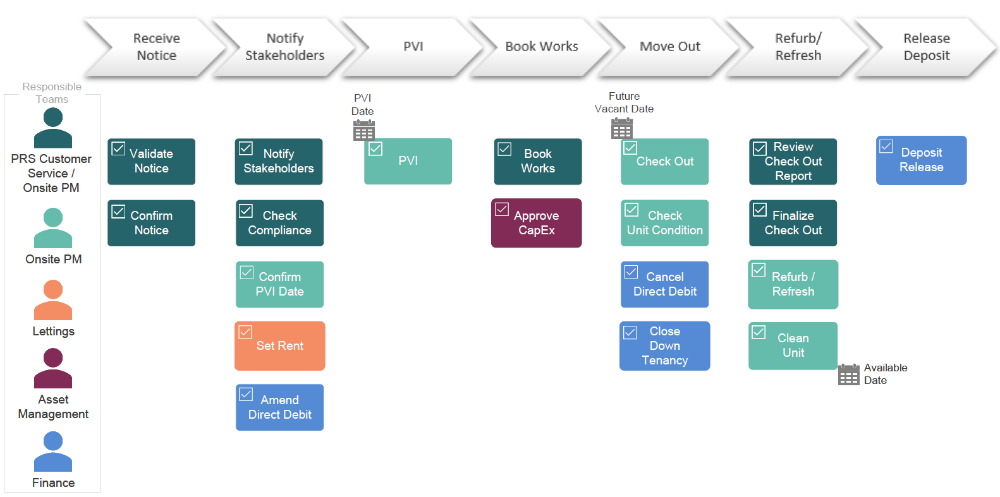 Receive
Notice
Notify
Stakeholders
PVI
Book Works
Move Out
Refurb/
Refresh
Release
Deposit
Responsible
Teams
PRS Customer
Service /
Onsite PM
Onsite PM
Lettings
Asset
Management
Finance
Validate
Notice
Confirm
Notice
Notify
Stakeholders
Check
Compliance
Confirm
PVI Date
Set Rent
Amend
Direct Debit
PVI
Date
PVI
Book
Works
Approve
CapEx
Future
Vacant Date
Check Out
Check
Unit Condition
Cancel
Direct Debit
Close
Down
Tenancy
Review
Check Out
Report
Finalize
Check Out
Refurb /
Refresh
Clean
Unit
Available
Date
Deposit
Release